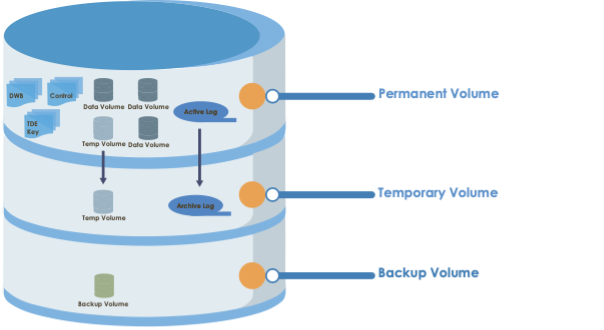 DWB
Control
Data Volume
Data Volume
Active Log
Permanent Volume
TDE
Key
Temp Volume
Data Volume
Temp Volume
Archive Log
Temporary Volume
Backup Volume
Backup Volume